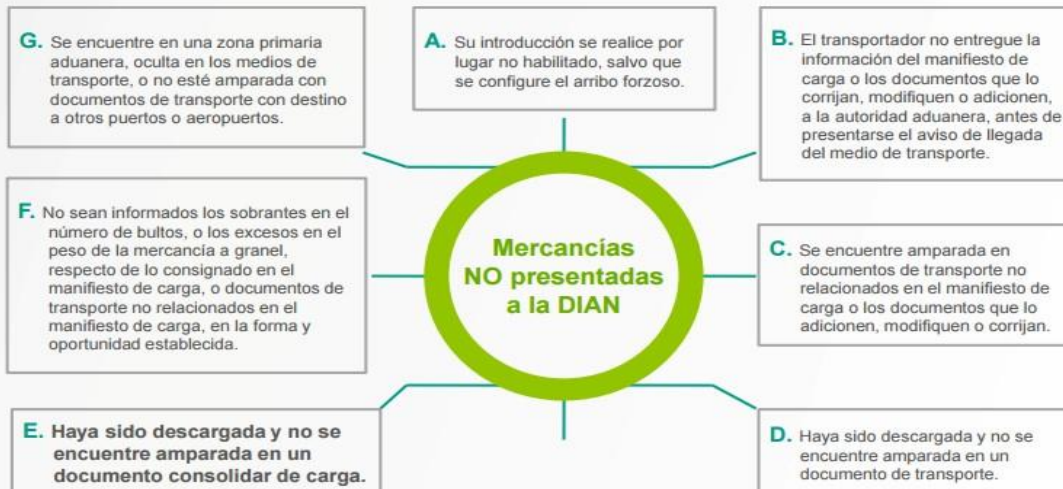 G. Se encuentre en una zona primaria
aduanera, oculta en los medios de
transporte, o no esté amparada con
documentos de transporte con destino
a otros puertos o aeropuertos.
A. Su introducción se realice por
lugar no habilitado, salvo que
se configure el arribo forzoso.
B. El transportador no entregue la
información del manifiesto de
carga o los documentos que lo
corrijan, modifiquen o adicionen,
a la autoridad aduanera, antes de
presentarse el aviso de llegada
del medio de transporte.
F. No sean informados los sobrantes en el
número de bultos, o los excesos en el
peso de la mercancía a granel,
respecto de lo consignado en el
manifiesto de carga, o documentos de
transporte no relacionados en el
manifiesto de carga, en la forma y
oportunidad establecida.
Mercancías
NO presentadas
a la DIAN
C. Se encuentre amparada en
documentos de transporte no
relacionados en el manifiesto de
carga o los documentos que lo
adicionen, modifiquen o corrijan.
E. Haya sido descargada y no se
encuentre amparada en un
documento consolidar de carga.
D. Haya sido descargada y no se
encuentre amparada en un
documento de transporte.